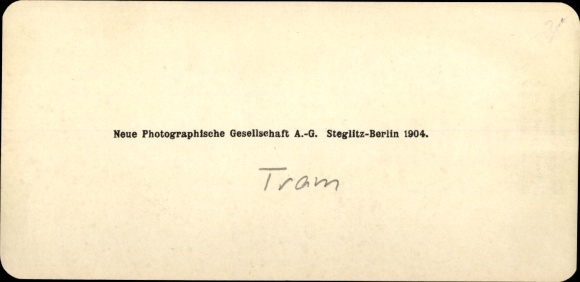 Neue Photographische Gesellschaft A.-G. Steglitz-Berlin 1904.
Tram